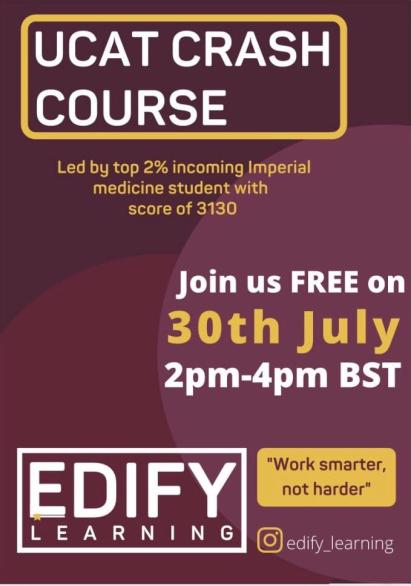 UCAT CRASH
COURSE
Led by top 2% incoming Imperial
medicine student with
score of 3130
Join us FREE on
30th July
2pm-4pm BST
EDIFY
LEARNING
"Work smarter,
not harder"
edify_learning